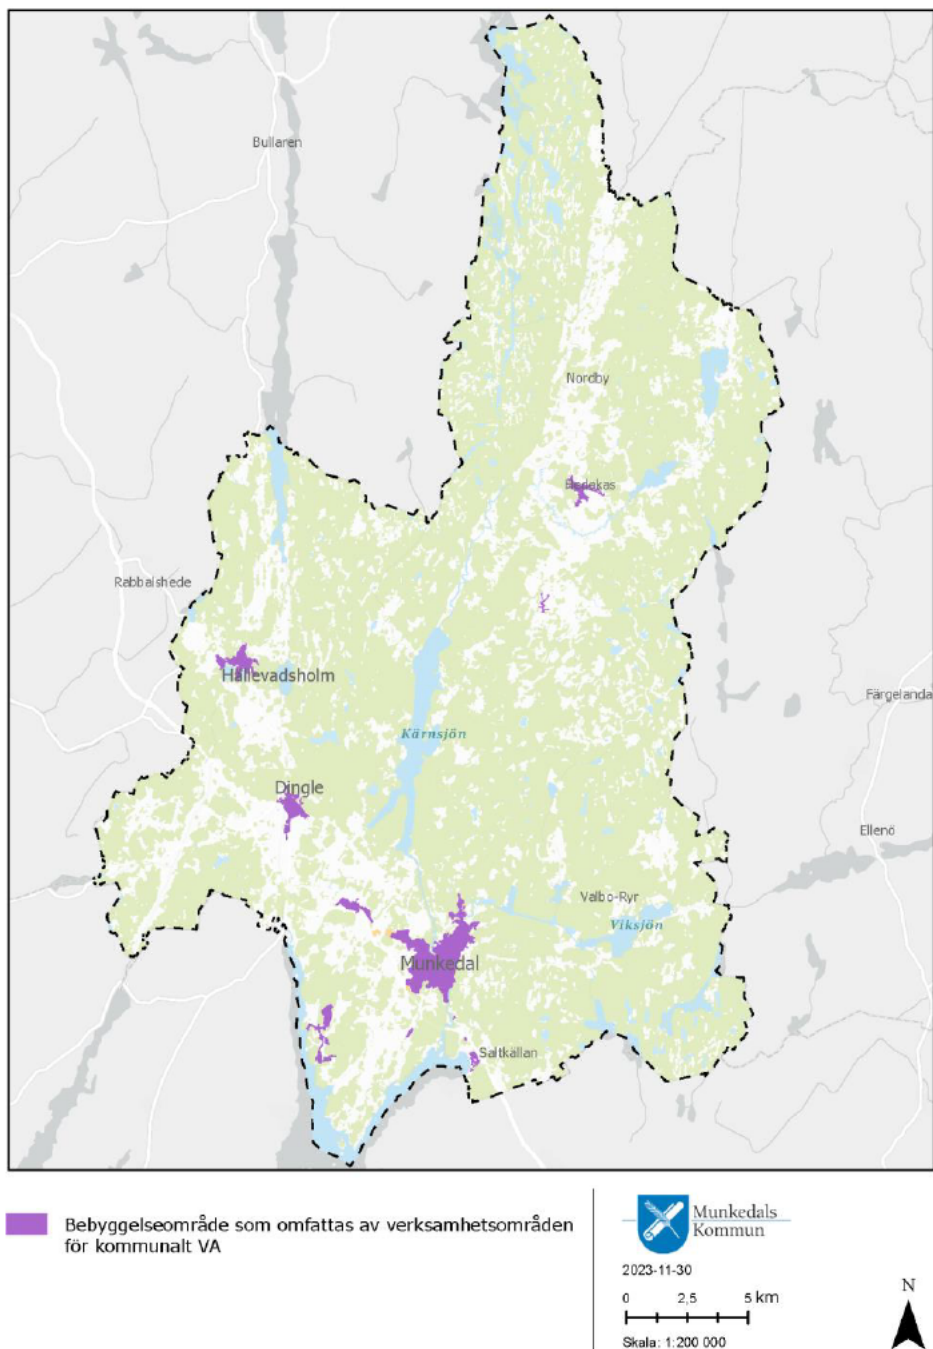 Bullaren
Nordby
Hedekas
Rabbalshede
Hällevadsholm
Färgelanda
Kärnsjön
Dingle
Ellenö
Valbo-Ryr
Viksjön
Munkedal
Saltkällan
Bebyggelseområde som omfattas av verksamhetsområden
för kommunalt VA
Munkedals
Kommun
2023-11-30
0 2,5 5 km
Skala: 1:200 000
N